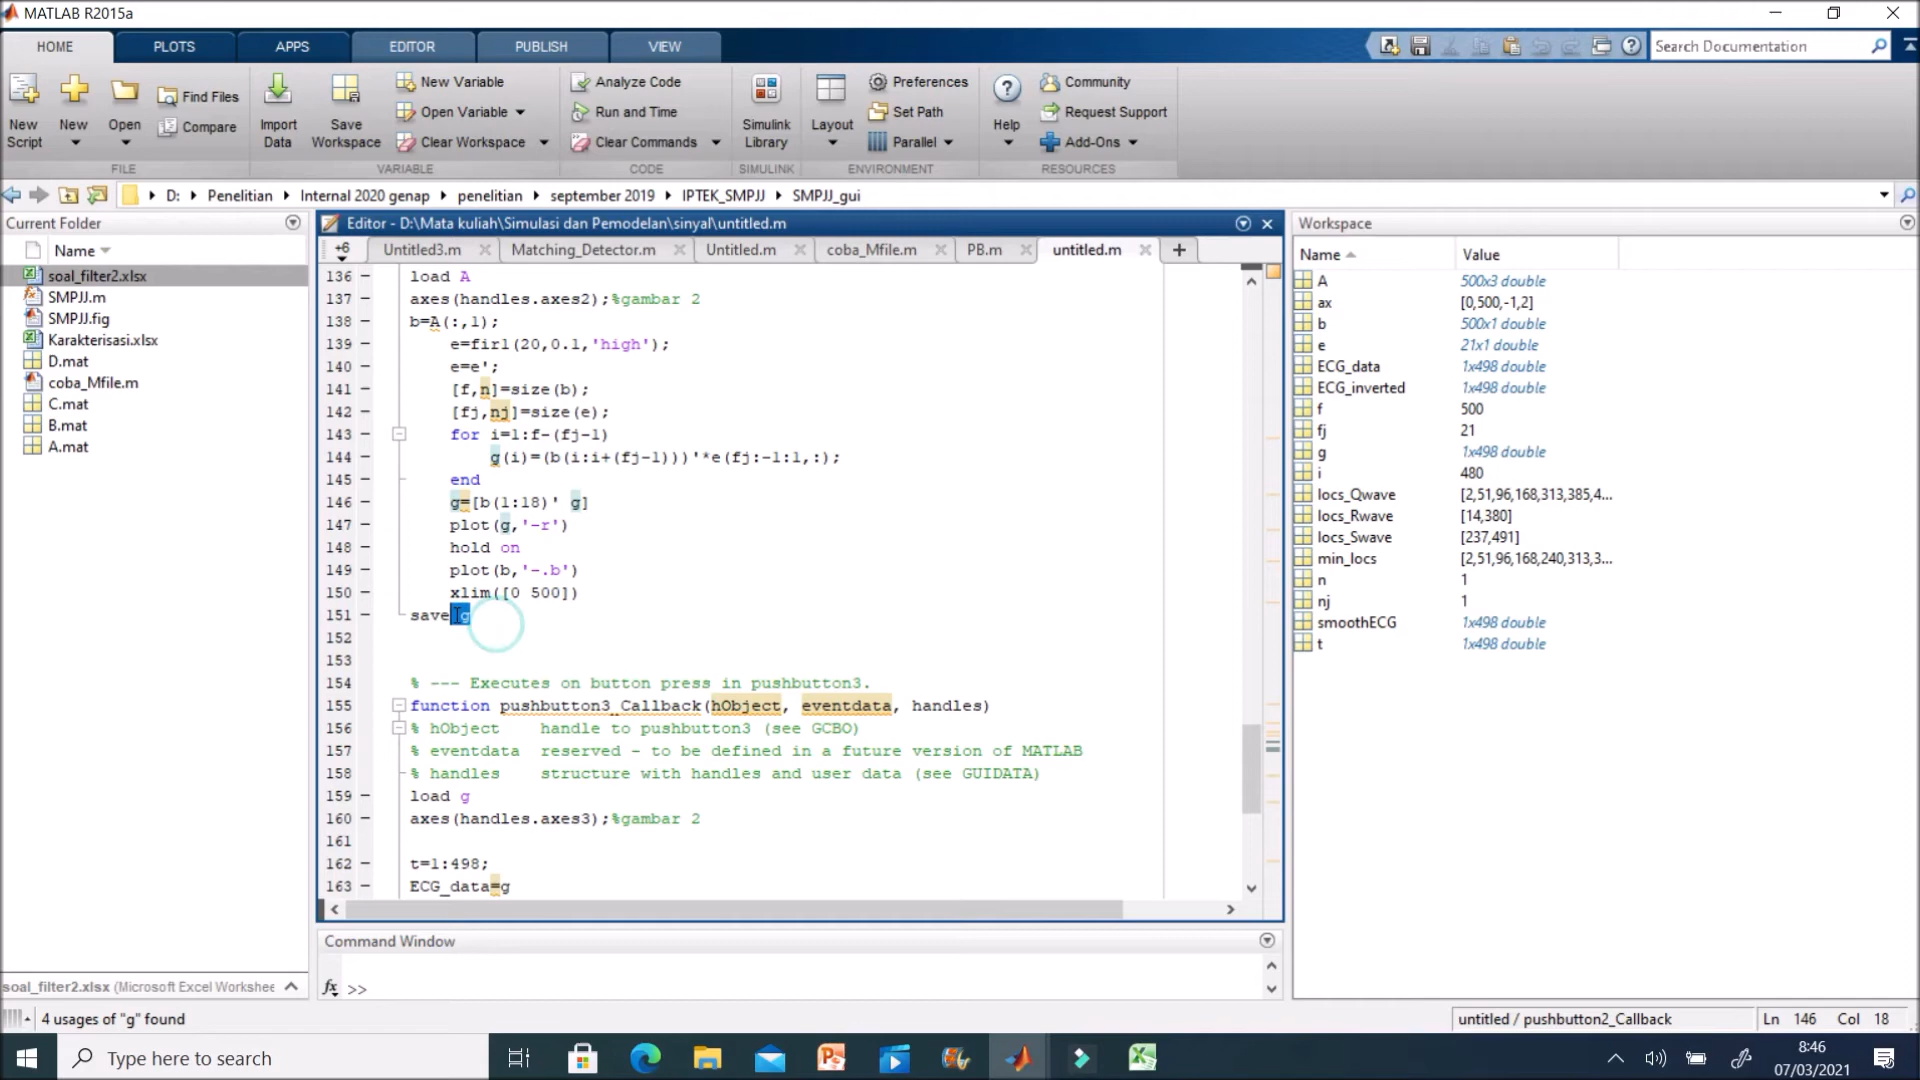 MATLAB R2015a
HOME PLOTS APPS EDITOR PUBLISH VIEW Search Documentation
New Script New Open Find Files Compare Import Data Save Workspace New Variable Open Variable Clear Workspace Analyze Code Run and Time Clear Commands Simulink Library Layout Preferences Set Path Parallel Help Community Request Support Add-Ons
FILE VARIABLE CODE SIMULINK ENVIRONMENT RESOURCES
D: Penelitian Internal 2020 genap penelitian september 2019 IPTEK_SMPJJ SMPJJ_gui
Current Folder
Name
soal_filter2.xlsx
SMPJJ.m
SMPJJ.fig
Karakterisasi.xlsx
D.mat
coba_Mfile.m
C.mat
B.mat
A.mat
soal_filter2.xlsx (Microsoft Excel Workshee
Editor - D:\Mata kuliah\Simulasi dan Pemodelan\sinyal\untitled.m
+6 Untitled3.m Matching_Detector.m Untitled.m coba_Mfile.m PB.m untitled.m
136 – load A
137 – axes(handles.axes2);%gambar 2
138 – b=A(:,1);
139 – e=fir1(20,0.1,'high');
140 – e=e';
141 – [f,n]=size(b);
142 – [fj,nj]=size(e);
143 – for i=1:f-(fj-1)
144 – g(i)=(b(i:i+(fj-1)))'*e(fj:-1:1,:);
145 – end
146 – g=[b(1:18)' g]
147 – plot(g,'-r')
148 – hold on
149 – plot(b,'-.b')
150 – xlim([0 500])
151 – save g
152
153
154 % --- Executes on button press in pushbutton3.
155 function pushbutton3_Callback(hObject, eventdata, handles)
156 % hObject    handle to pushbutton3 (see GCBO)
157 % eventdata  reserved - to be defined in a future version of MATLAB
158 % handles    structure with handles and user data (see GUIDATA)
159 – load g
160 – axes(handles.axes3);%gambar 2
161
162 – t=1:498;
163 – ECG_data=g
Command Window
fx >>
Workspace
Name Value
A 500x3 double
ax [0,500,-1,2]
b 500x1 double
e 21x1 double
ECG_data 1x498 double
ECG_inverted 1x498 double
f 500
fj 21
g 1x498 double
i 480
locs_Qwave [2,51,96,168,313,385,4...
locs_Rwave [14,380]
locs_Swave [237,491]
min_locs [2,51,96,168,240,313,3...
n 1
nj 1
smoothECG 1x498 double
t 1x498 double
4 usages of "g" found
untitled / pushbutton2_Callback Ln 146 Col 18
Type here to search
8:46
07/03/2021